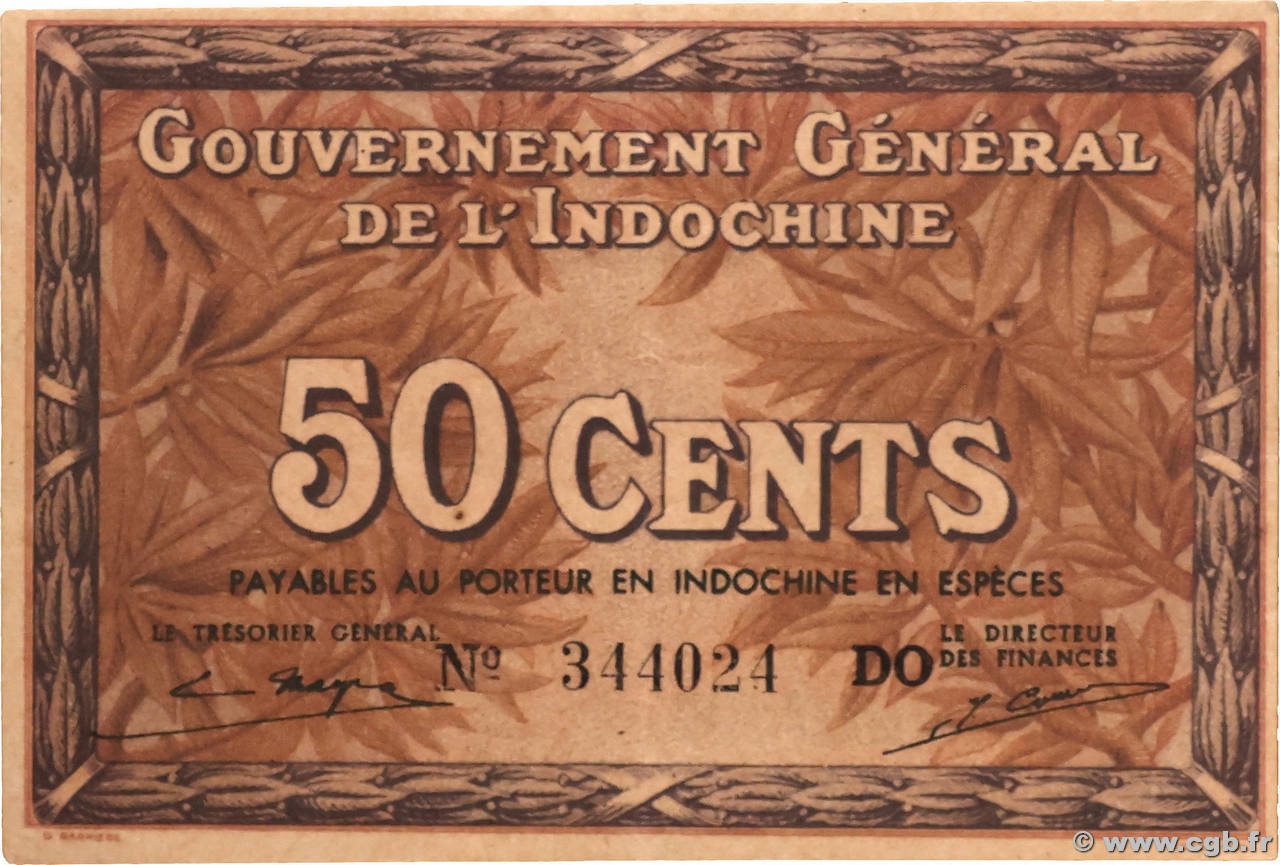 GOUVERNEMENT GÉNÉRAL
DE L'INDOCHINE
50 CENTS
PAYABLES AU PORTEUR EN INDOCHINE EN ESPÈCES
LE TRÉSORIER GÉNÉRAL
Nº 344024 DO
LE DIRECTEUR
DES FINANCES
© www.cgb.fr